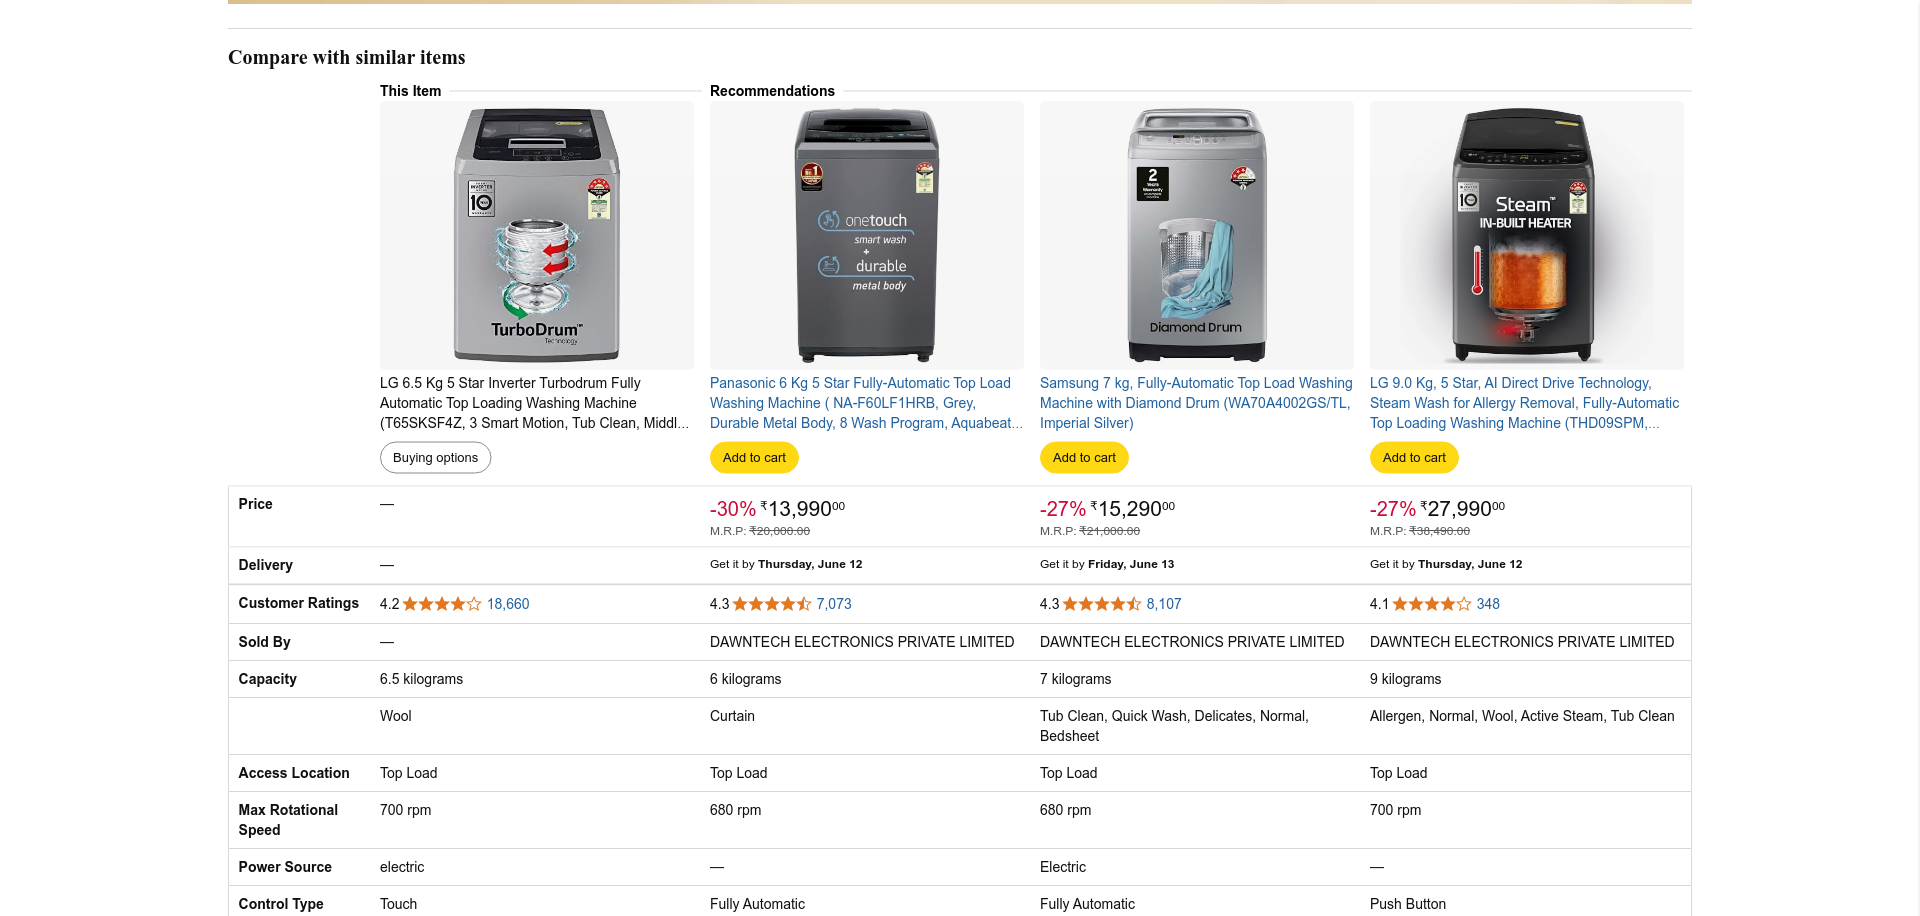 Compare with similar items
This Item
Recommendations
INVERTER
10
TurboDrum™
Technology
1
onetouch
smart wash
+
durable
metal body
2
Years
Warranty
Diamond Drum
10
Steam™
IN-BUILT HEATER
LG 6.5 Kg 5 Star Inverter Turbodrum Fully
Automatic Top Loading Washing Machine
(T65SKSF4Z, 3 Smart Motion, Tub Clean, Middl...
Panasonic 6 Kg 5 Star Fully-Automatic Top Load
Washing Machine ( NA-F60LF1HRB, Grey,
Durable Metal Body, 8 Wash Program, Aquabeat...
Samsung 7 kg, Fully-Automatic Top Load Washing
Machine with Diamond Drum (WA70A4002GS/TL,
Imperial Silver)
LG 9.0 Kg, 5 Star, AI Direct Drive Technology,
Steam Wash for Allergy Removal, Fully-Automatic
Top Loading Washing Machine (THD09SPM,...
Buying options
Add to cart
Add to cart
Add to cart
Price — -30% ₹13,99000 -27% ₹15,29000 -27% ₹27,99000
M.R.P: ₹20,000.00 M.R.P: ₹21,000.00 M.R.P: ₹38,490.00
Delivery — Get it by Thursday, June 12 Get it by Friday, June 13 Get it by Thursday, June 12
Customer Ratings 4.2 18,660 4.3 7,073 4.3 8,107 4.1 348
Sold By — DAWNTECH ELECTRONICS PRIVATE LIMITED DAWNTECH ELECTRONICS PRIVATE LIMITED DAWNTECH ELECTRONICS PRIVATE LIMITED
Capacity 6.5 kilograms 6 kilograms 7 kilograms 9 kilograms
Wool Curtain Tub Clean, Quick Wash, Delicates, Normal, Allergen, Normal, Wool, Active Steam, Tub Clean
Bedsheet
Access Location Top Load Top Load Top Load Top Load
Max Rotational 700 rpm 680 rpm 680 rpm 700 rpm
Speed
Power Source electric — Electric —
Control Type Touch Fully Automatic Fully Automatic Push Button